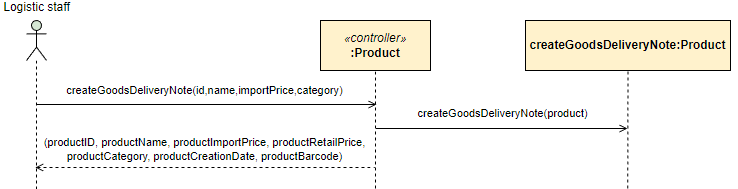 Logistic staff
«controller»
:Product
createGoodsDeliveryNote:Product
createGoodsDeliveryNote(id,name,importPrice,category)
createGoodsDeliveryNote(product)
(productID, productName, productImportPrice, productRetailPrice,
productCategory, productCreationDate, productBarcode)